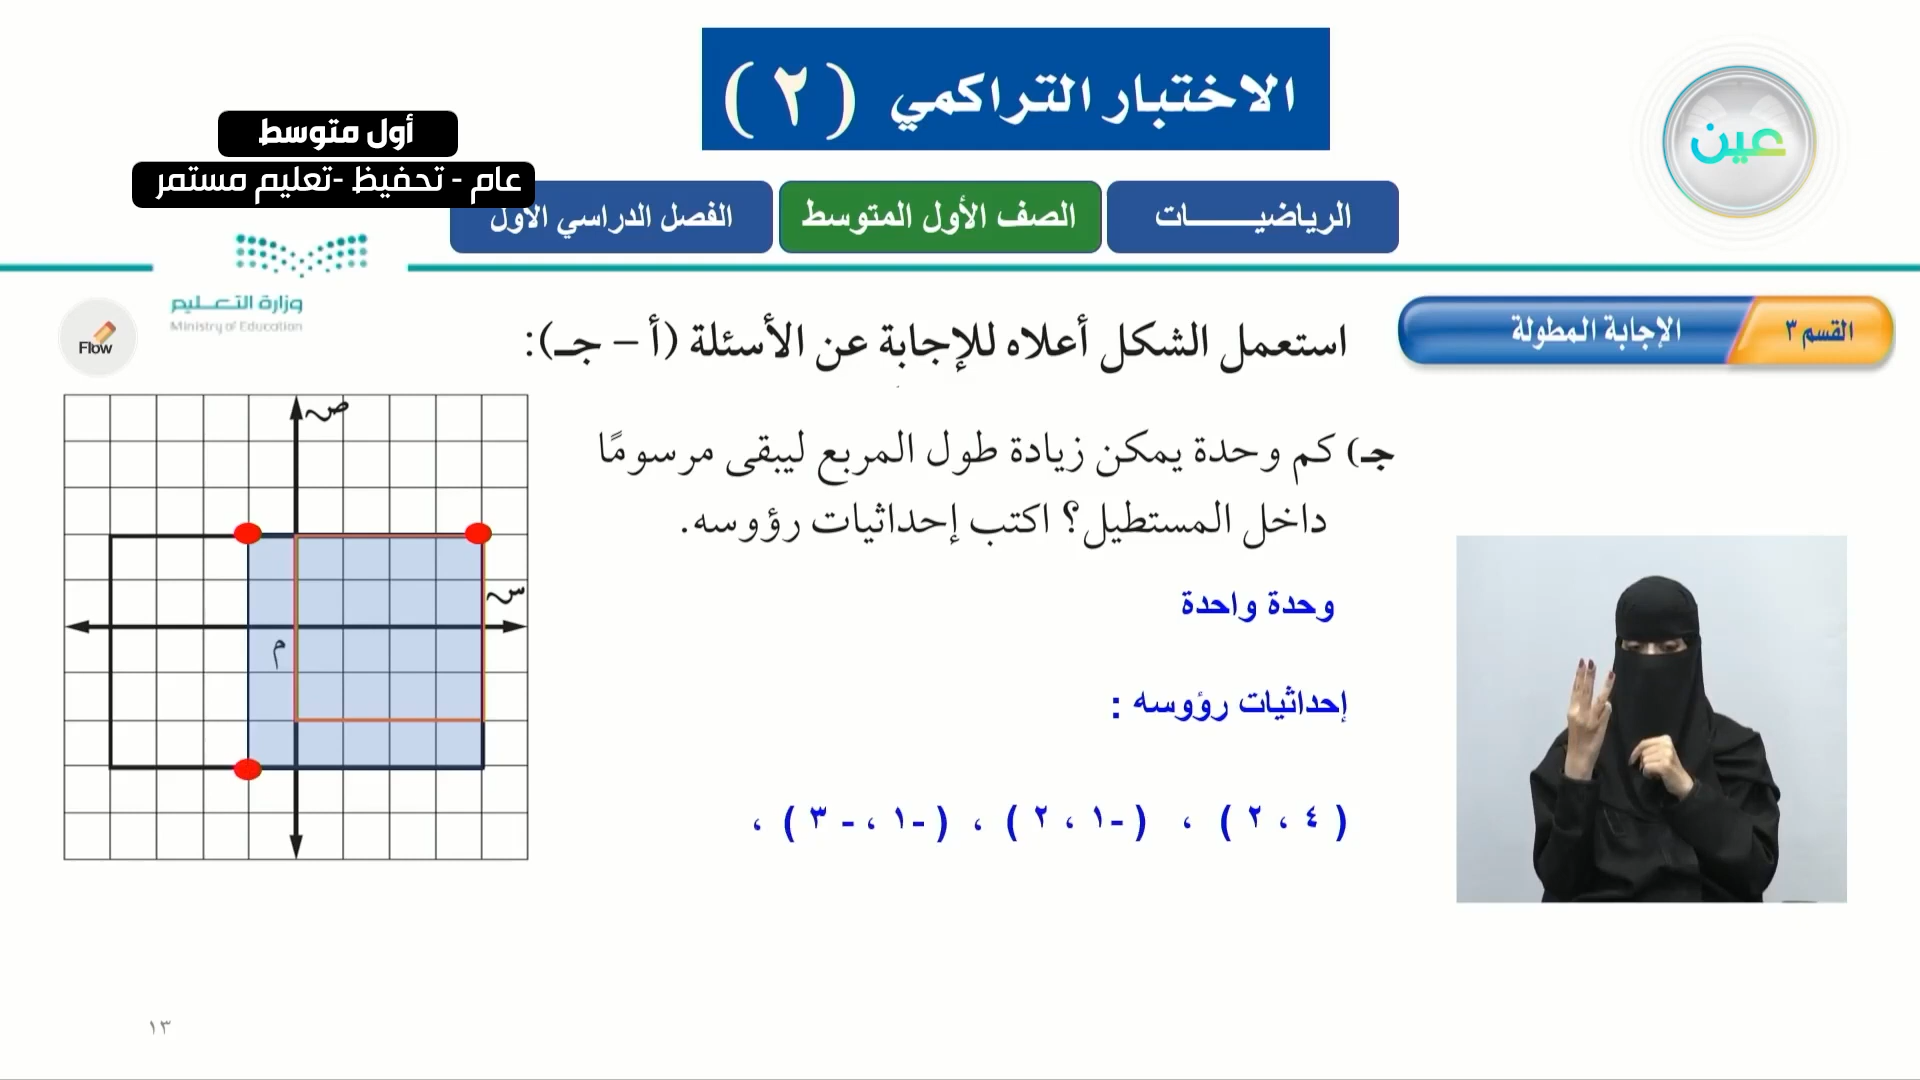 الاختبار التراكمي ( ٢ )
عين
أول متوسط
عام - تحفيظ -تعليم مستمر
الرياضيـــــــــات
الصف الأول المتوسط
الفصل الدراسي الأول
وزارة التعـــليم
Ministry of Education
Flow
القسم ٣
الإجابة المطولة
استعمل الشكل أعلاه للإجابة عن الأسئلة (أ – جـ):
جـ) كم وحدة يمكن زيادة طول المربع ليبقى مرسومًا
داخل المستطيل؟ اكتب إحداثيات رؤوسه.
ص
س
م
وحدة واحدة
إحداثيات رؤوسه :
( ٤ ، ٢ ) ، ( -١ ، ٢ ) ، ( -١ ، - ٣ ) ،
١٣